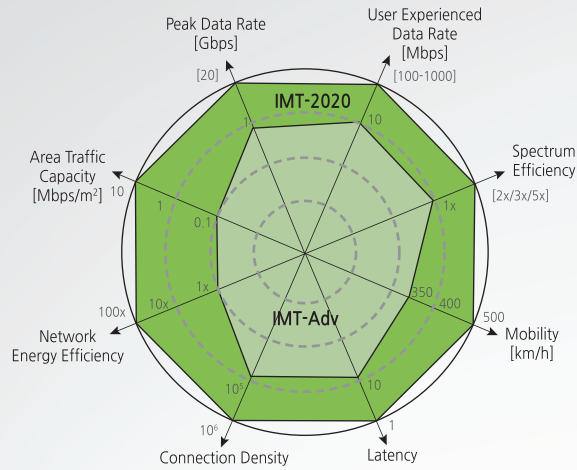 Peak Data Rate
[Gbps]
User Experienced
Data Rate
[Mbps]
[20]
[100-1000]
IMT-2020
1
10
Area Traffic
Capacity
[Mbps/m²]
10
1
0.1
Spectrum
Efficiency
[2x/3x/5x]
1x
1x
10x
100x
350
400
500
Network
Energy Efficiency
IMT-Adv
Mobility
[km/h]
10⁵
10
10⁶
1
Connection Density
Latency